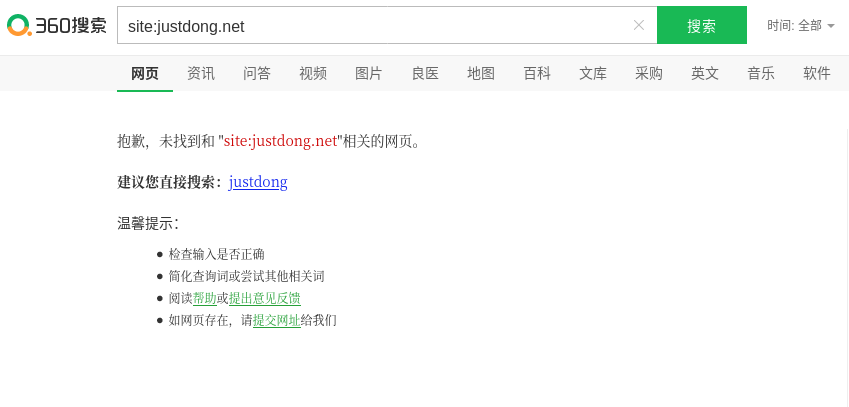 360搜索 site:justdong.net 搜索 时间: 全部
网页 资讯 问答 视频 图片 良医 地图 百科 文库 采购 英文 音乐 软件
抱歉，未找到和 "site:justdong.net"相关的网页。
建议您直接搜索：justdong
温馨提示：
检查输入是否正确
简化查询词或尝试其他相关词
阅读帮助或提出意见反馈
如网页存在，请提交网址给我们